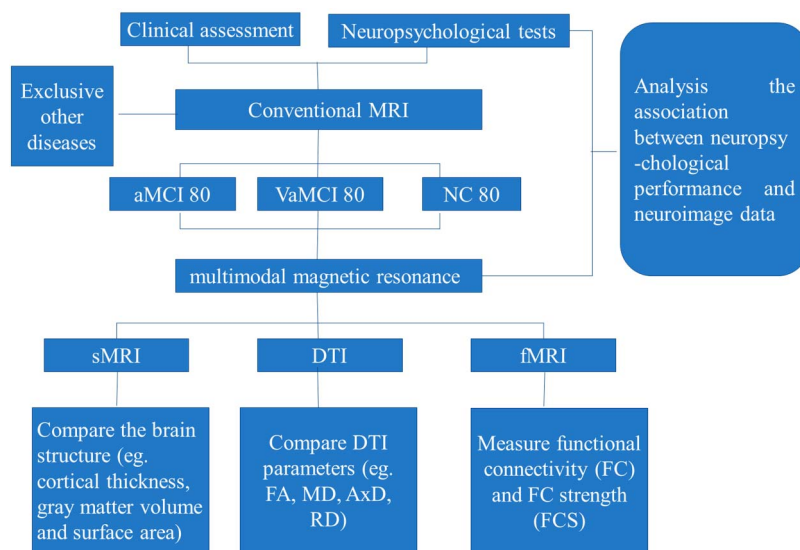 Clinical assessment
Neuropsychological tests
Exclusive
other
diseases
Conventional MRI
Analysis the
association
between neuropsy
-chological
performance and
neuroimage data
aMCI 80
VaMCI 80
NC 80
multimodal magnetic resonance
sMRI
DTI
fMRI
Compare the brain
structure (eg.
cortical thickness,
gray matter volume
and surface area)
Compare DTI
parameters (eg.
FA, MD, AxD,
RD)
Measure functional
connectivity (FC)
and FC strength
(FCS)